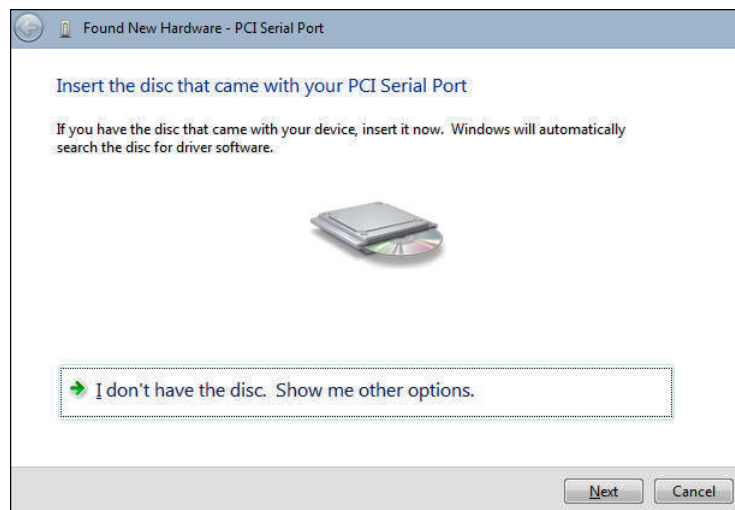 Found New Hardware - PCI Serial Port
Insert the disc that came with your PCI Serial Port
If you have the disc that came with your device, insert it now.  Windows will automatically
search the disc for driver software.
I don't have the disc.  Show me other options.
Next
Cancel